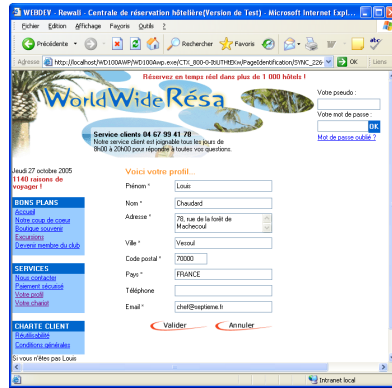 WEBDEV - Rewali - Centrale de réservation hôtelière(Version de Test) - Microsoft Internet Expl...
Fichier Edition Affichage Favoris Outils ?
Précédente Rechercher Favoris
Adresse http://localhost/WD100AWP/WD100Awp.exe/CTX_800-0-ItiUTHtEKw/PageIdentification/SYNC_226 OK Liens
Réservez en temps réel dans plus de 1 000 hôtels !
WorldWideRésa
Votre pseudo :
Votre mot de passe :
OK
Mot de passe oublié ?
Service clients 04 67 99 41 78
Notre service client est joignable tous les jours de
8h00 à 20h00 pour répondre à toutes vos questions.
Jeudi 27 octobre 2005
1140 raisons de
voyager !
BONS PLANS
Accueil
Notre coup de coeur
Boutique souvenir
Excursions
Devenir membre du club
SERVICES
Nous contacter
Paiement sécurisé
Votre profil
Votre chariot
CHARTE CLIENT
Réutilisabilité
Conditions générales
Si vous n'êtes pas Louis
Voici votre profil...
Prénom * Louis
Nom * Chaudard
Adresse * 78, rue de la forêt de
Machecoul
Ville * Vesoul
Code postal * 70000
Pays * FRANCE
Téléphone
Email * chef@septieme.fr
Valider Annuler
Intranet local